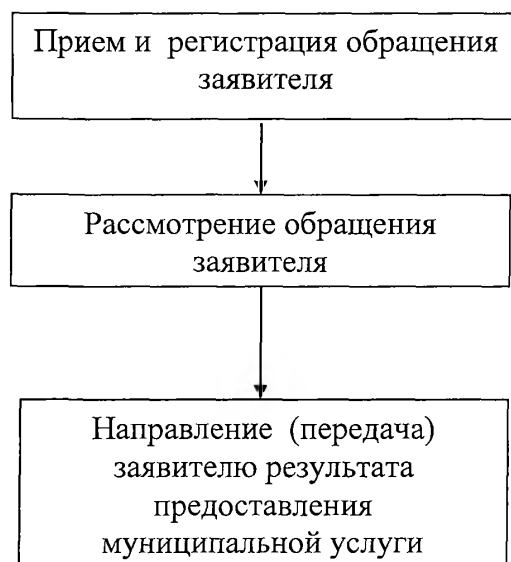 Прием и регистрация обращения
заявителя
Рассмотрение обращения
заявителя
Направление (передача)
заявителю результата
предоставления
муниципальной услуги